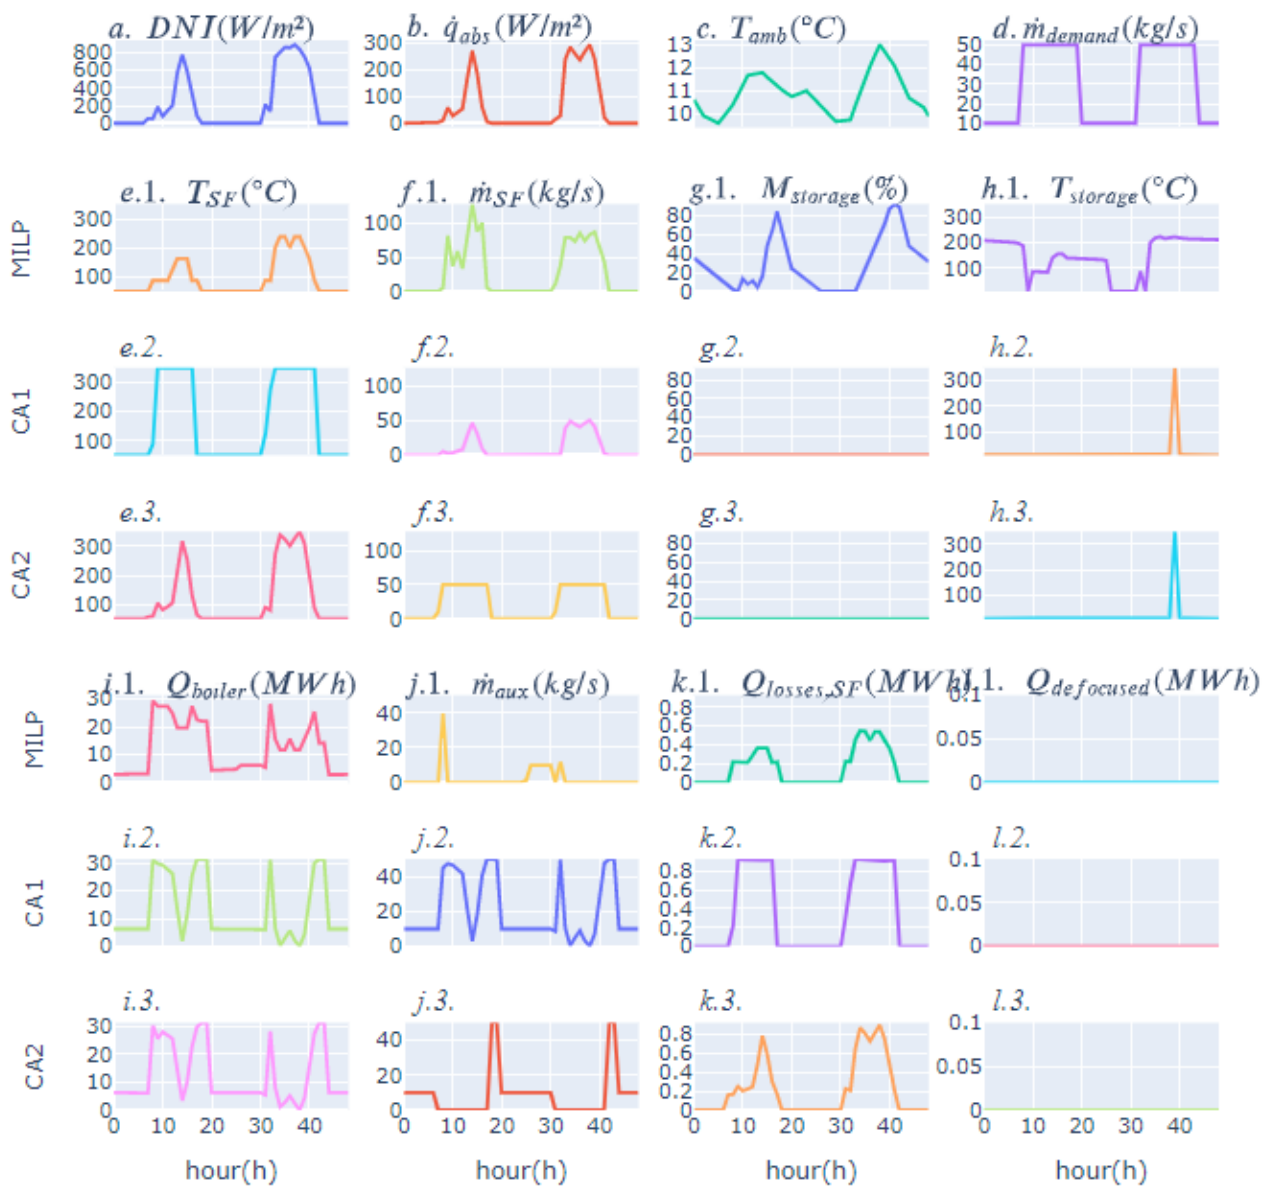 a. DNI(W/m²)
b. q̇abs(W/m²)
c. Tamb(°C)
d. ṁdemand(kg/s)
800
600
400
200
0
300
200
100
0
13
12
11
10
50
40
30
20
10
MILP
e.1. TSF(°C)
f.1. ṁSF(kg/s)
g.1. Mstorage(%)
h.1. Tstorage(°C)
300
200
100
100
50
0
80
60
40
20
0
300
200
100
CA1
e.2.
f.2.
g.2.
h.2.
300
200
100
100
50
0
80
60
40
20
0
300
200
100
CA2
e.3.
f.3.
g.3.
h.3.
300
200
100
100
50
0
80
60
40
20
0
300
200
100
MILP
i.1. Qboiler(MWh)
j.1. ṁaux(kg/s)
k.1. Qlosses,SF(MWh)
l.1. Qdefocused(MWh)
30
20
10
0
40
20
0
0.8
0.6
0.4
0.2
0
0.1
0.05
0
CA1
i.2.
j.2.
k.2.
l.2.
30
20
10
0
40
20
0
0.8
0.6
0.4
0.2
0
0.1
0.05
0
CA2
i.3.
j.3.
k.3.
l.3.
30
20
10
0
40
20
0
0.8
0.6
0.4
0.2
0
0.1
0.05
0
0 10 20 30 40
0 10 20 30 40
0 10 20 30 40
0 10 20 30 40
hour(h)
hour(h)
hour(h)
hour(h)